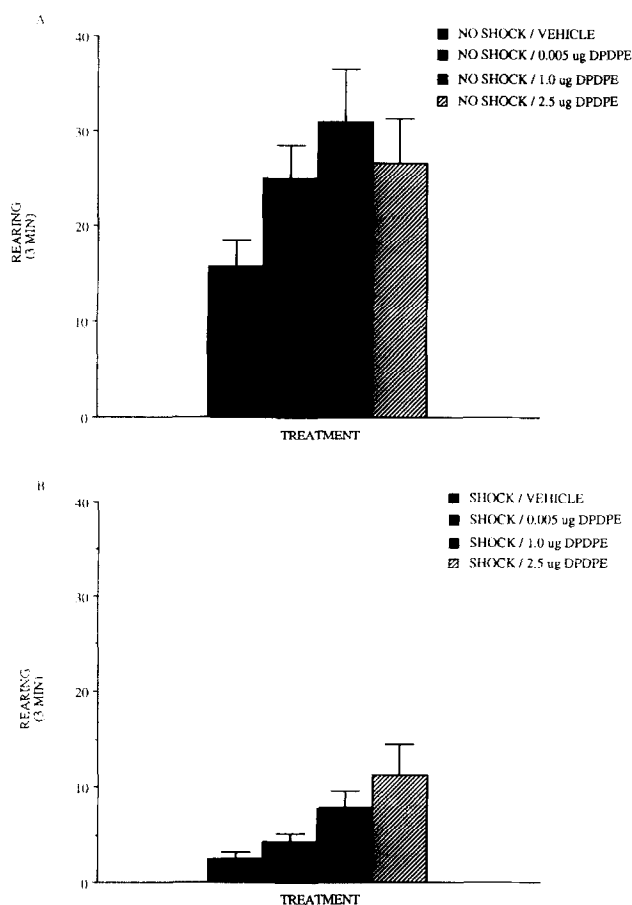 A
NO SHOCK / VEHICLE
NO SHOCK / 0.005 ug DPDPE
NO SHOCK / 1.0 ug DPDPE
NO SHOCK / 2.5 ug DPDPE
40
30
20
10
0
REARING
(3 MIN)
TREATMENT
B
SHOCK / VEHICLE
SHOCK / 0.005 ug DPDPE
SHOCK / 1.0 ug DPDPE
SHOCK / 2.5 ug DPDPE
40
30
20
10
0
REARING
(3 MIN)
TREATMENT